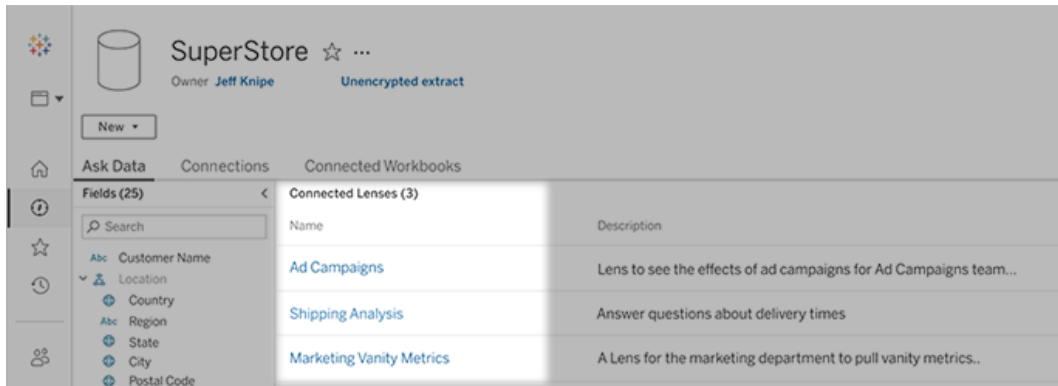 SuperStore ...
Owner Jeff Knipe Unencrypted extract
New
Ask Data Connections Connected Workbooks
Fields (25)
Search
Abc Customer Name
Location
Country
Abc Region
State
City
Postal Code
Connected Lenses (3)
Name Description
Ad Campaigns Lens to see the effects of ad campaigns for Ad Campaigns team...
Shipping Analysis Answer questions about delivery times
Marketing Vanity Metrics A Lens for the marketing department to pull vanity metrics..